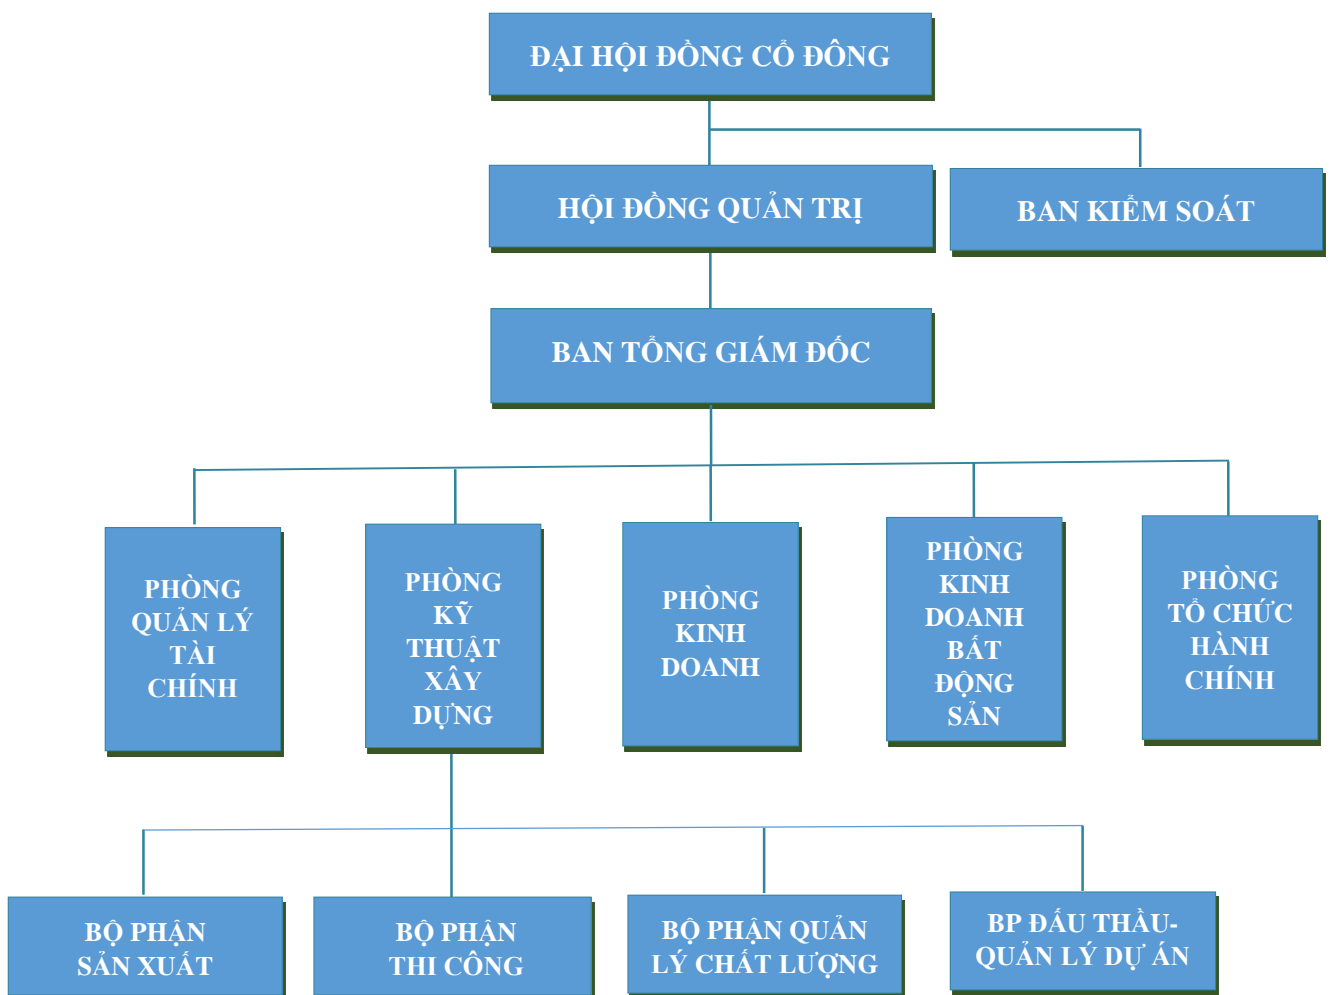 ĐẠI HỘI ĐỒNG CỔ ĐÔNG
HỘI ĐỒNG QUẢN TRỊ
BAN KIỂM SOÁT
BAN TỔNG GIÁM ĐỐC
PHÒNG
QUẢN LÝ
TÀI
CHÍNH
PHÒNG
KỸ
THUẬT
XÂY
DỰNG
PHÒNG
KINH
DOANH
PHÒNG
KINH
DOANH
BẤT
ĐỘNG
SẢN
PHÒNG
TỔ CHỨC
HÀNH
CHÍNH
BỘ PHẬN
SẢN XUẤT
BỘ PHẬN
THI CÔNG
BỘ PHẬN QUẢN
LÝ CHẤT LƯỢNG
BP ĐẤU THẦU-
QUẢN LÝ DỰ ÁN